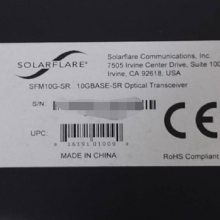 SOLARFLARE®
Solarflare Communications, Inc.
7505 Irvine Center Drive, Suite 100
Irvine, CA 92618, USA
SFM10G-SR, 10GBASE-SR Optical Transceiver
S/N:
UPC:
MADE IN CHINA
RoHS Compliant